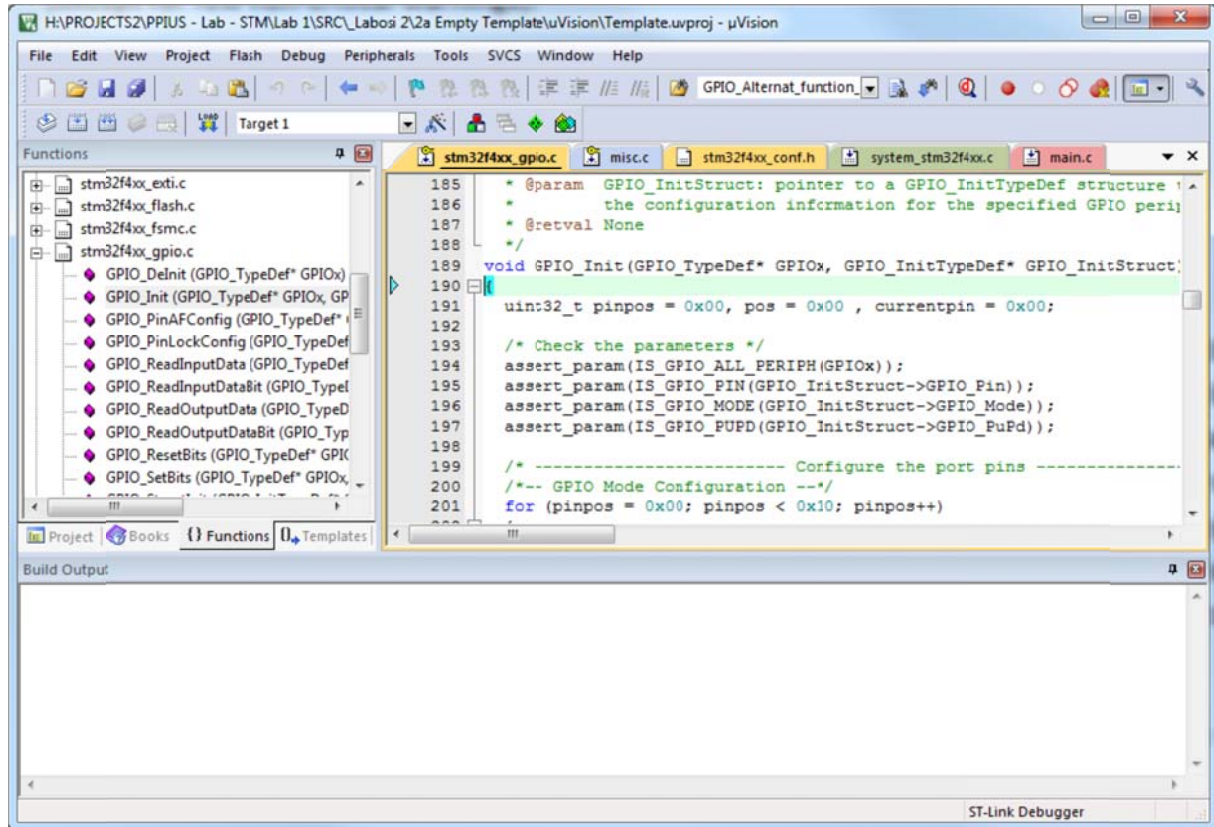 H:\PROJECTS2\PPIUS - Lab - STM\Lab 1\SRC\_Labosi 2\2a Empty Template\uVision\Template.uvproj - µVision
File Edit View Project Flash Debug Peripherals Tools SVCS Window Help
GPIO_Alternat_function_
LOAD Target 1
Functions
stm32f4xx_exti.c
stm32f4xx_flash.c
stm32f4xx_fsmc.c
stm32f4xx_gpio.c
GPIO_DeInit (GPIO_TypeDef* GPIOx)
GPIO_Init (GPIO_TypeDef* GPIOx, GP
GPIO_PinAFConfig (GPIO_TypeDef*
GPIO_PinLockConfig (GPIO_TypeDef
GPIO_ReadInputData (GPIO_TypeDef
GPIO_ReadInputDataBit (GPIO_Type
GPIO_ReadOutputData (GPIO_TypeD
GPIO_ReadOutputDataBit (GPIO_Typ
GPIO_ResetBits (GPIO_TypeDef* GPI
GPIO_SetBits (GPIO_TypeDef* GPIOx,
Project Books {} Functions Templates
stm32f4xx_gpio.c misc.c stm32f4xx_conf.h system_stm32f4xx.c main.c
185 * @param GPIO_InitStruct: pointer to a GPIO_InitTypeDef structure
186 * the configuration information for the specified GPIO perip
187 * @retval None
188 */
189 void GPIO_Init(GPIO_TypeDef* GPIOx, GPIO_InitTypeDef* GPIO_InitStruct)
190 {
191 uint32_t pinpos = 0x00, pos = 0x00 , currentpin = 0x00;
192
193 /* Check the parameters */
194 assert_param(IS_GPIO_ALL_PERIPH(GPIOx));
195 assert_param(IS_GPIO_PIN(GPIO_InitStruct->GPIO_Pin));
196 assert_param(IS_GPIO_MODE(GPIO_InitStruct->GPIO_Mode));
197 assert_param(IS_GPIO_PUPD(GPIO_InitStruct->GPIO_PuPd));
198
199 /* ------------------------- Configure the port pins ---------------
200 /*-- GPIO Mode Configuration --*/
201 for (pinpos = 0x00; pinpos < 0x10; pinpos++)
Build Output
ST-Link Debugger